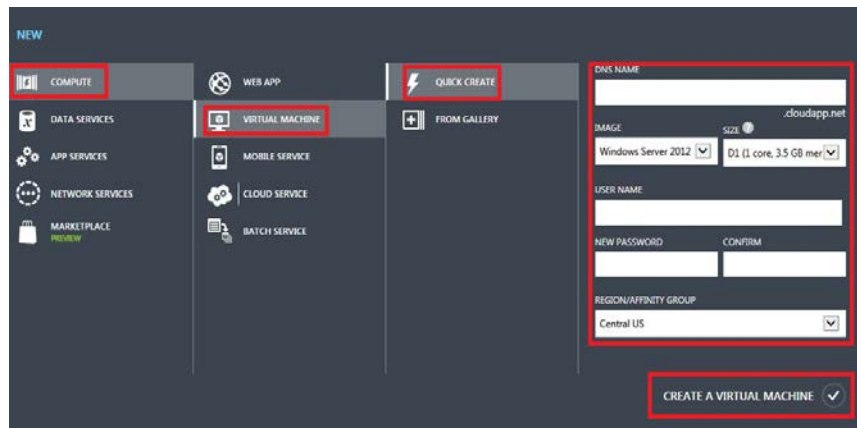 NEW
COMPUTE
DATA SERVICES
APP SERVICES
NETWORK SERVICES
MARKETPLACE
PREVIEW
WEB APP
VIRTUAL MACHINE
MOBILE SERVICE
CLOUD SERVICE
BATCH SERVICE
QUICK CREATE
FROM GALLERY
DNS NAME
.cloudapp.net
IMAGE
SIZE ?
Windows Server 2012
D1 (1 core, 3.5 GB mer
USER NAME
NEW PASSWORD
CONFIRM
REGION/AFFINITY GROUP
Central US
CREATE A VIRTUAL MACHINE